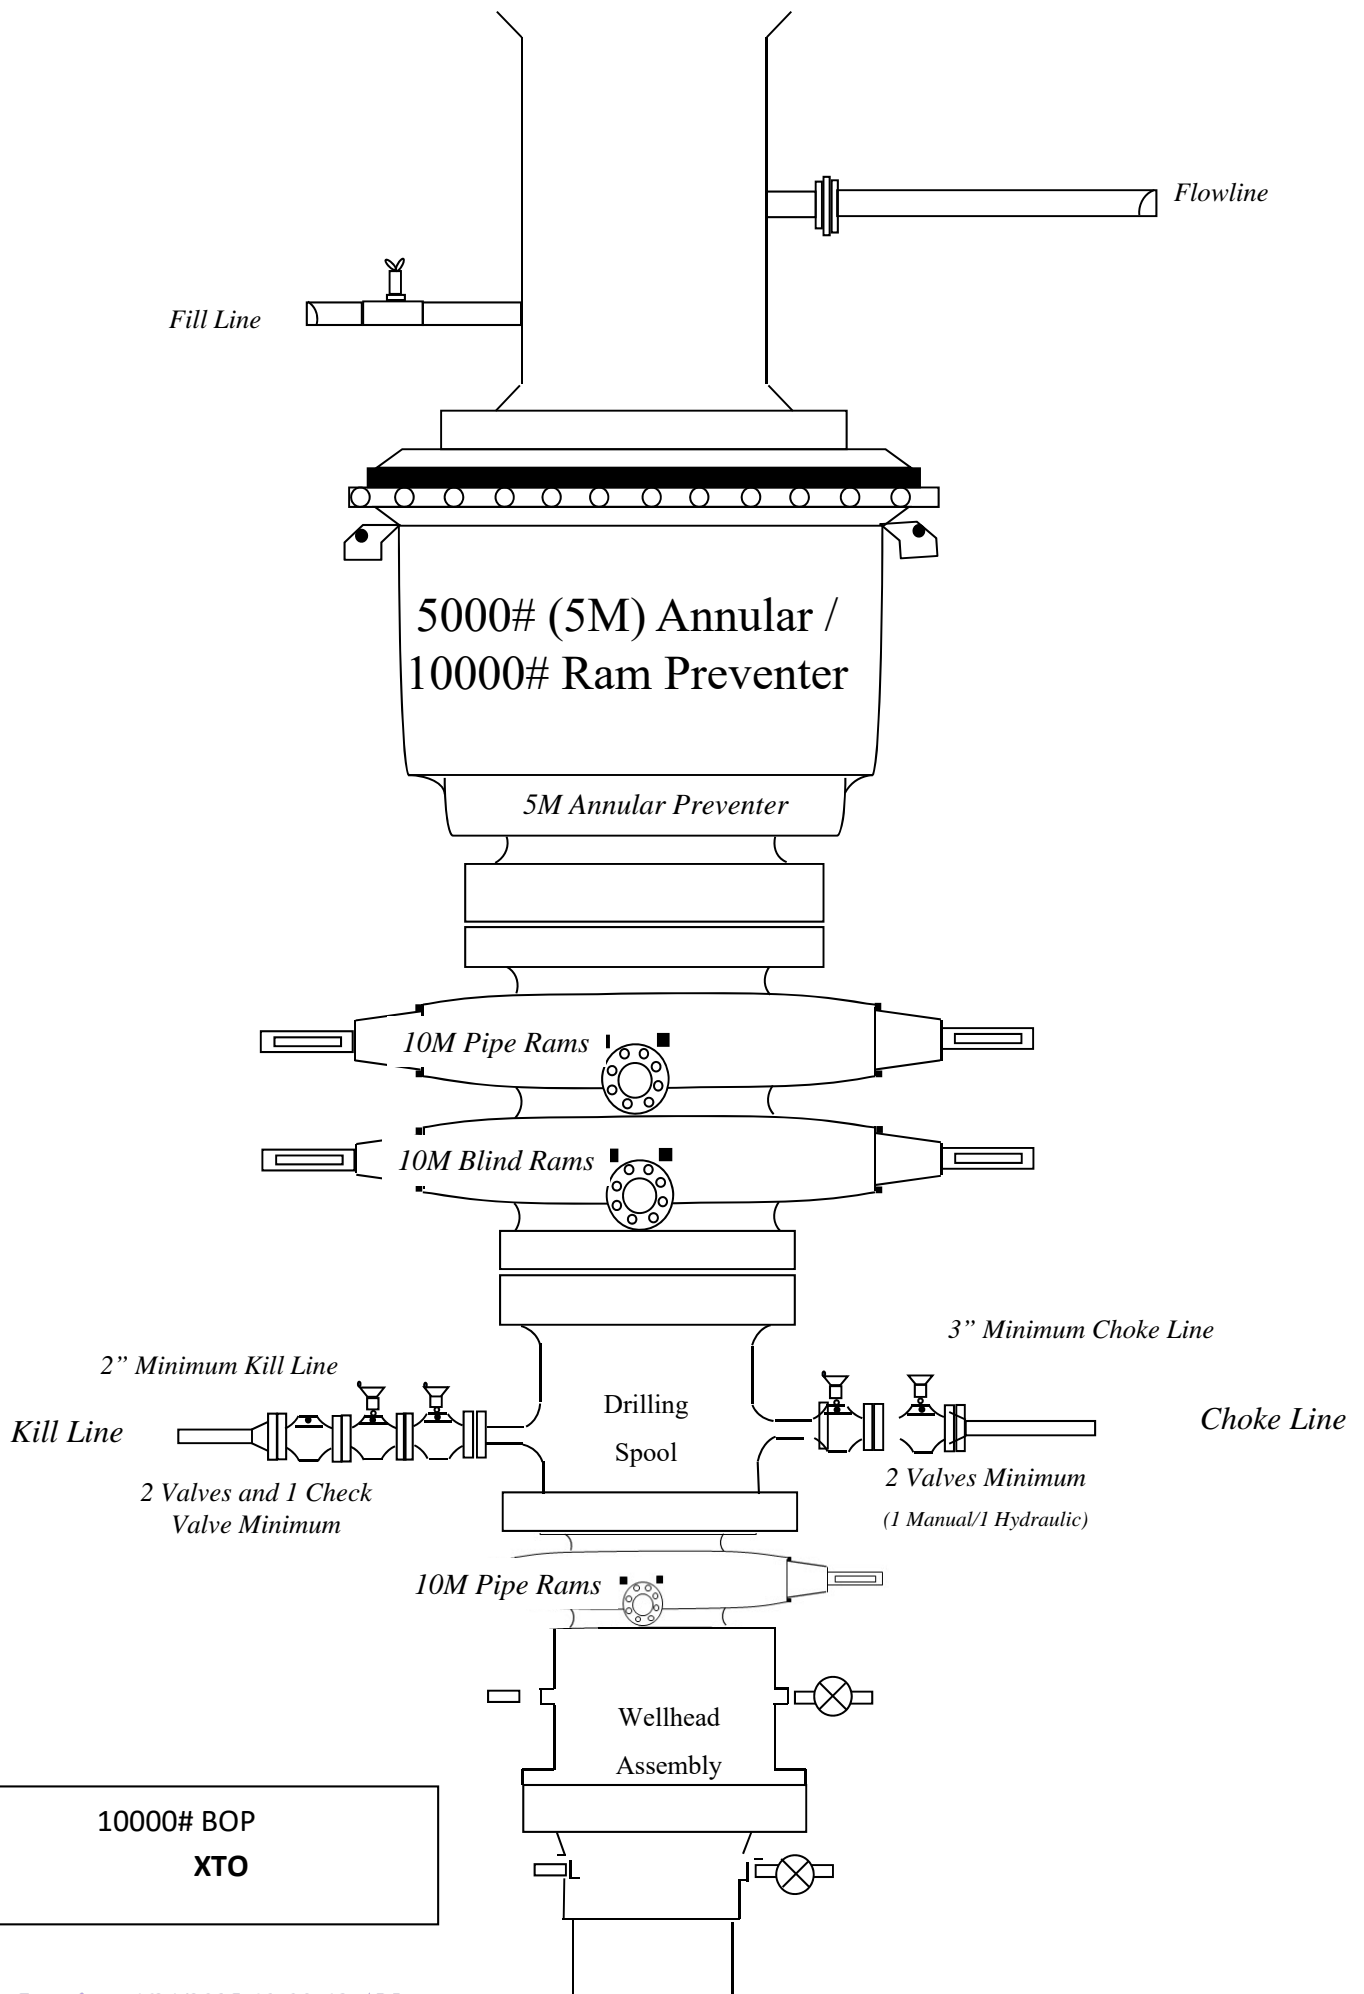 Flowline
Fill Line
5000# (5M) Annular /
10000# Ram Preventer
5M Annular Preventer
10M Pipe Rams
10M Blind Rams
3” Minimum Choke Line
2” Minimum Kill Line
Drilling
Spool
Kill Line
Choke Line
2 Valves and 1 Check
Valve Minimum
2 Valves Minimum
(1 Manual/1 Hydraulic)
10M Pipe Rams
Wellhead
Assembly
10000# BOP
XTO